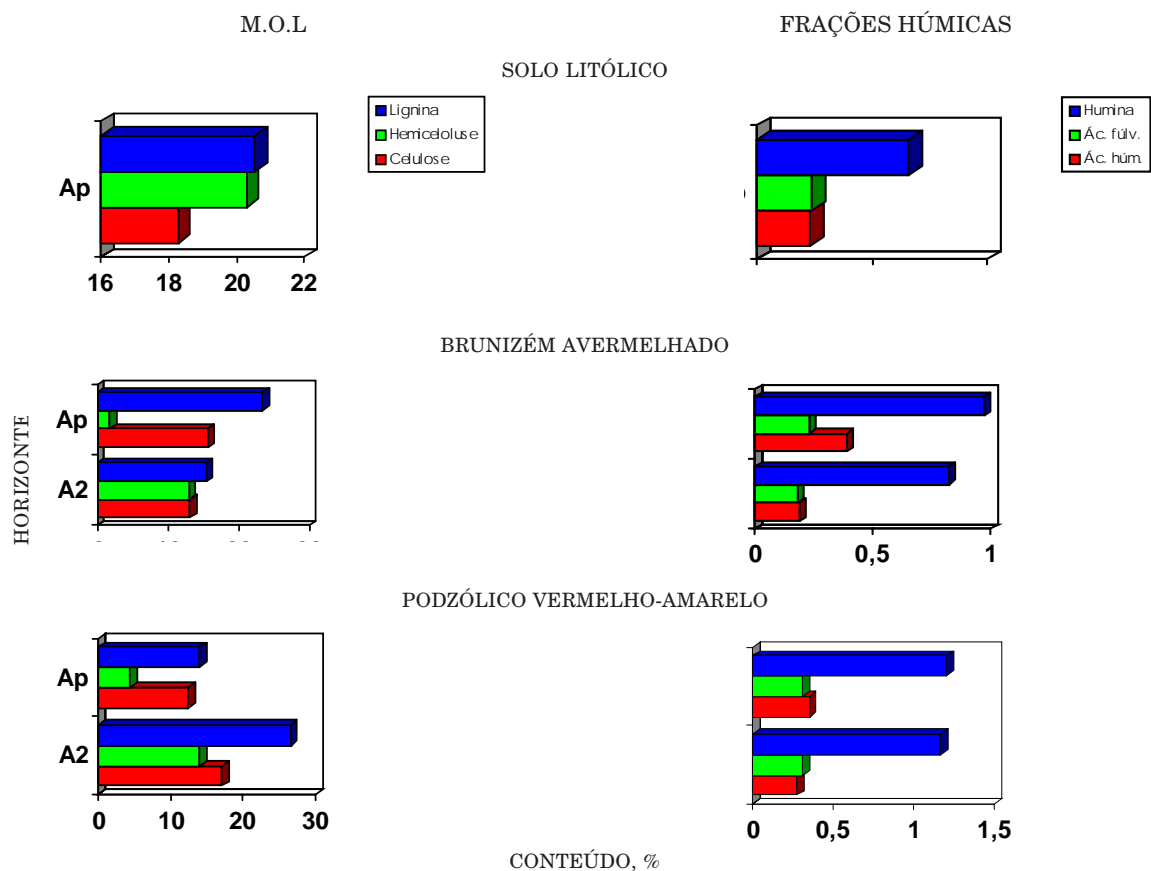 M.O.L
FRAÇÕES HÚMICAS
SOLO LITÓLICO
Lignina
Hemiceloluse
Celulose
Humina
Ác. fúlv.
Ác. húm.
Ap
16 18 20 22
BRUNIZÉM AVERMELHADO
HORIZONTE
Ap
A2
0 0,5 1
PODZÓLICO VERMELHO-AMARELO
Ap
A2
0 10 20 30
0 0,5 1 1,5
CONTEÚDO, %